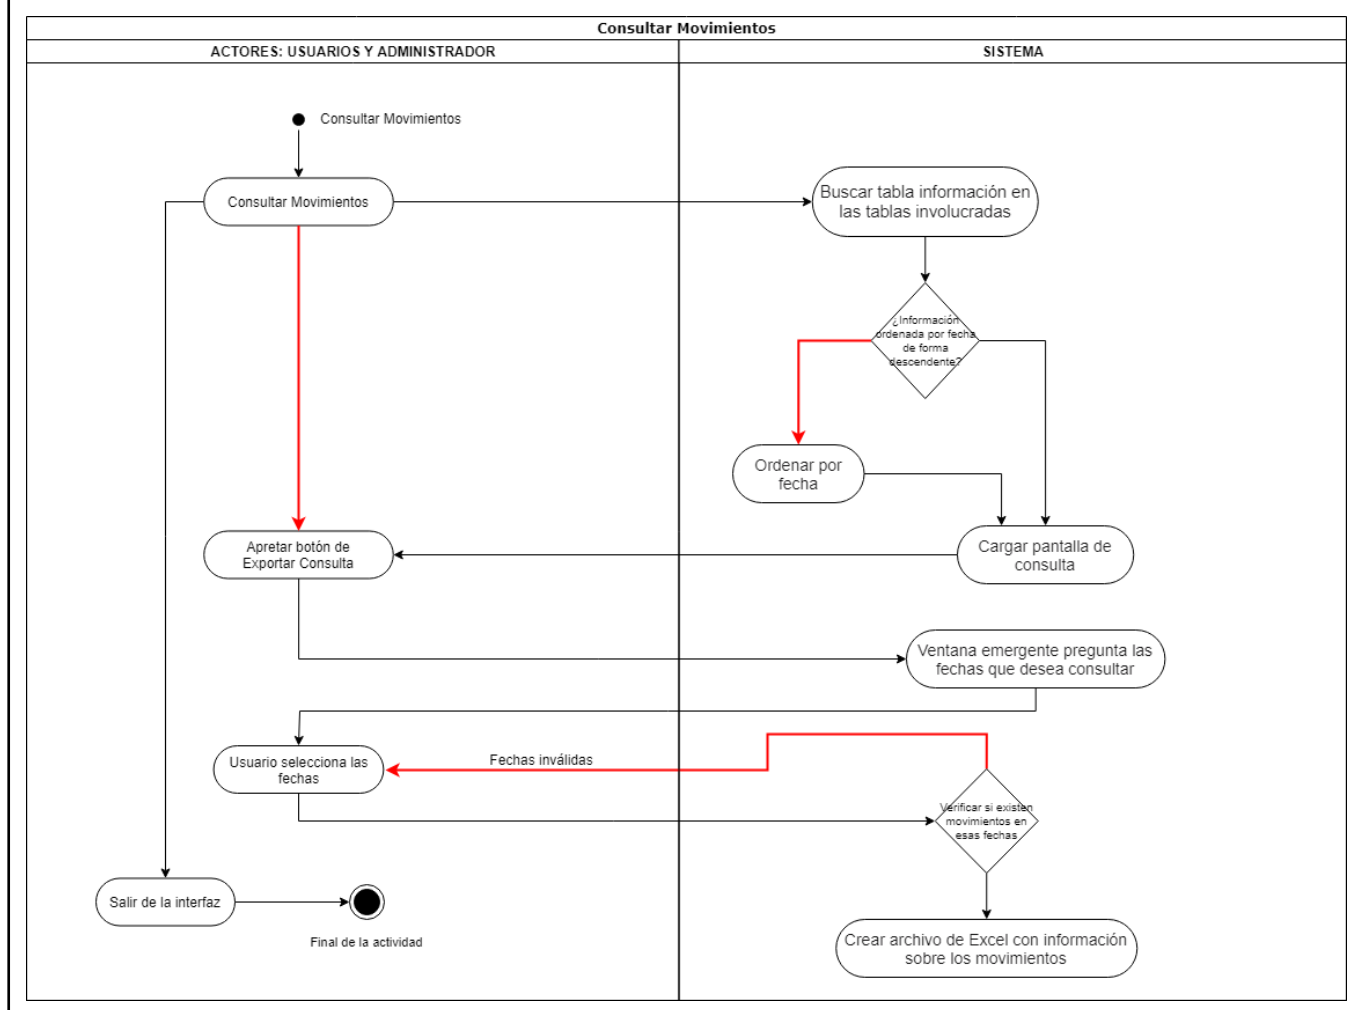 Consultar Movimientos
ACTORES: USUARIOS Y ADMINISTRADOR
SISTEMA
Consultar Movimientos
Consultar Movimientos
Buscar tabla información en
las tablas involucradas
¿Información
ordenada por fecha
de forma
descendente?
Ordenar por
fecha
Apretar botón de
Exportar Consulta
Cargar pantalla de
consulta
Ventana emergente pregunta las
fechas que desea consultar
Usuario selecciona las
fechas
Fechas inválidas
Verificar si existen
movimientos en
esas fechas
Salir de la interfaz
Final de la actividad
Crear archivo de Excel con información
sobre los movimientos